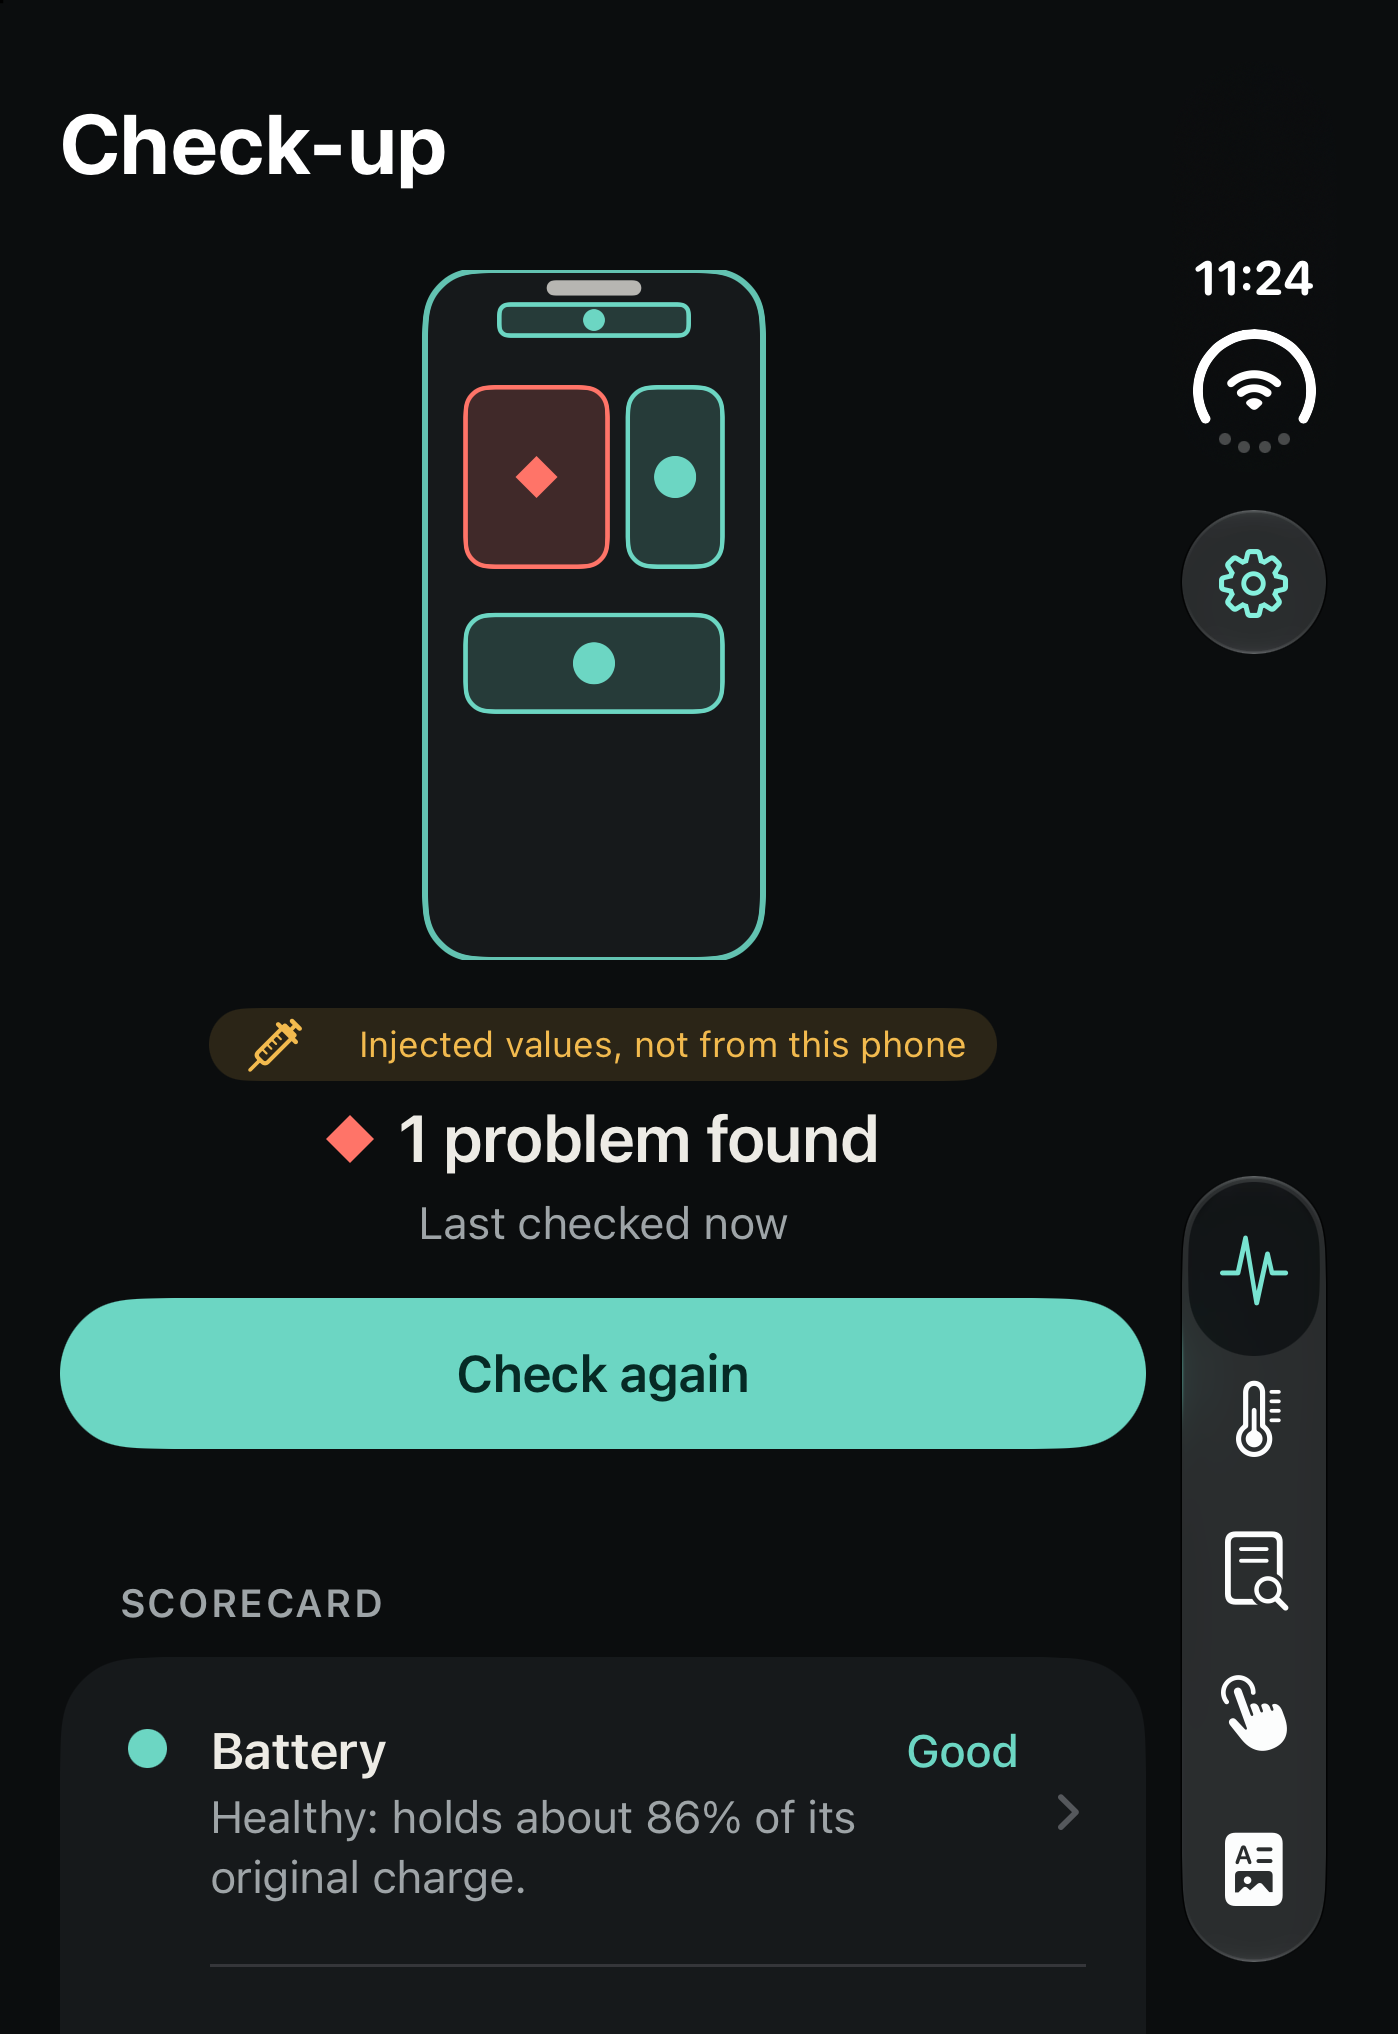 Check-up
11:24
Injected values, not from this phone
1 problem found
Last checked now
Check again
SCORECARD
Battery
Good
Healthy: holds about 86% of its
original charge.
A